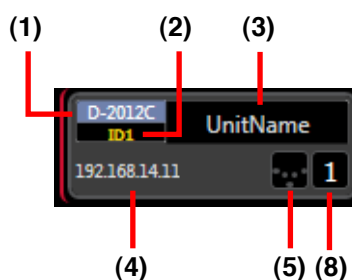 (1) (2) (3)
D-2012C
ID1
UnitName
192.168.14.11
1
(4) (5) (8)